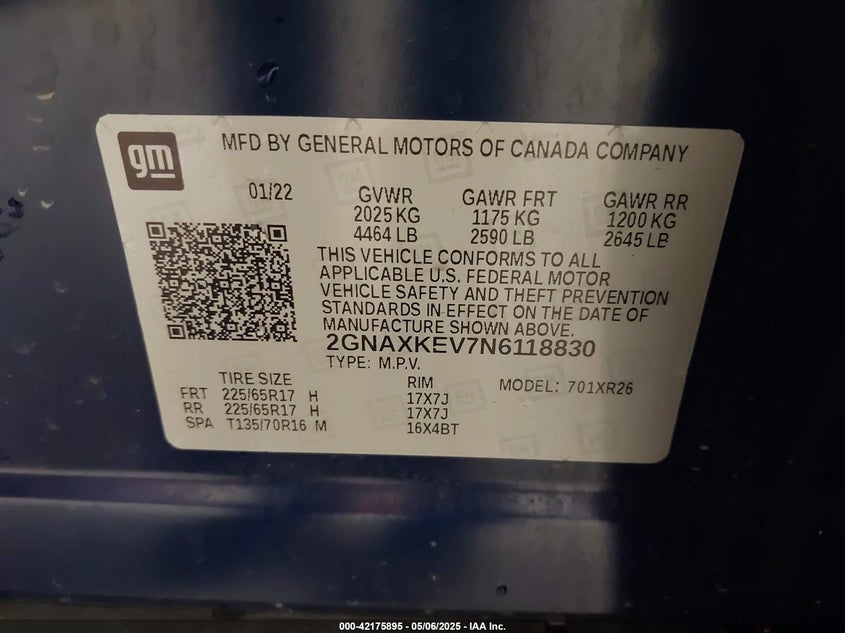 gm
MFD BY GENERAL MOTORS OF CANADA COMPANY
01/22 GVWR GAWR FRT GAWR RR
2025 KG 1175 KG 1200 KG
4464 LB 2590 LB 2645 LB
THIS VEHICLE CONFORMS TO ALL
APPLICABLE U.S. FEDERAL MOTOR
VEHICLE SAFETY AND THEFT PREVENTION
STANDARDS IN EFFECT ON THE DATE OF
MANUFACTURE SHOWN ABOVE.
2GNAXKEV7N6118830
TYPE: M.P.V.
TIRE SIZE RIM MODEL: 701XR26
FRT 225/65R17 H 17X7J
RR 225/65R17 H 17X7J
SPA T135/70R16 M 16X4BT
000-42175895 - 05/06/2025 - IAA Inc.